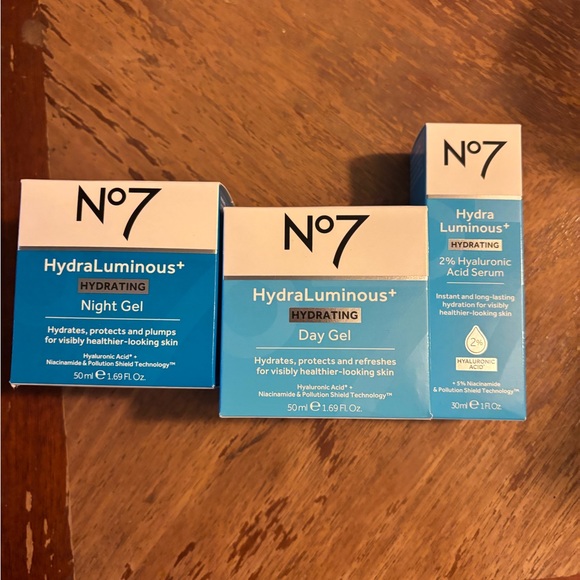 No7
HydraLuminous+
HYDRATING
Night Gel
Hydrates, protects and plumps
for visibly healthier-looking skin
Hyaluronic Acid* +
Niacinamide & Pollution Shield Technology™
50 ml ℮ 1.69 Fl. Oz.
No7
HydraLuminous+
HYDRATING
Day Gel
Hydrates, protects and refreshes
for visibly healthier-looking skin
Hyaluronic Acid* +
Niacinamide & Pollution Shield Technology™
50 ml ℮ 1.69 Fl. Oz.
No7
Hydra
Luminous+
HYDRATING
2% Hyaluronic
Acid Serum
Instant and long-lasting
hydration for visibly
healthier-looking skin
2%
HYALURONIC
ACID*
+ 5% Niacinamide
& Pollution Shield Technology™
30ml ℮ 1 Fl. Oz.